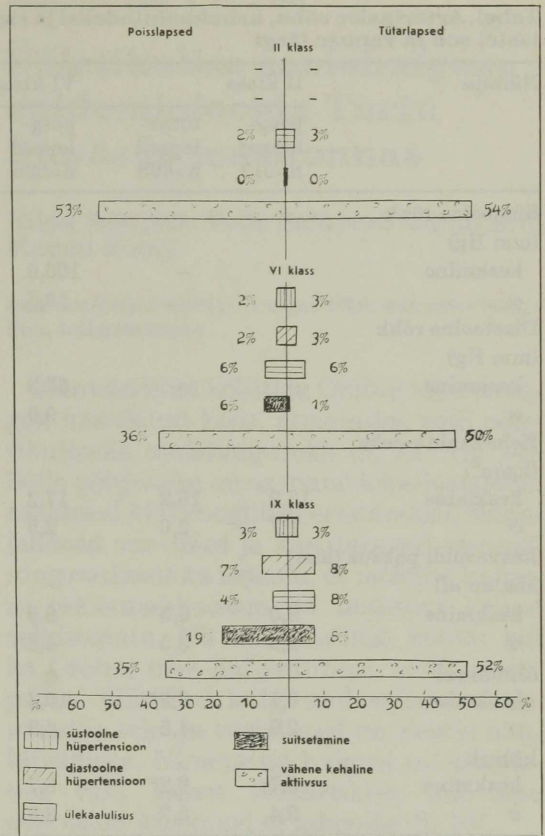 Poisslapsed Tütarlapsed
II klass
– –
– –
2% 3%
0% 0%
53% 54%
VI klass
2% 3%
2% 3%
6% 6%
6% 1%
36% 50%
IX klass
3% 3%
7% 8%
4% 8%
19 8%
35% 52%
% 60 50 40 30 20 10 0 10 20 30 40 50 60 %
süstoolne hüpertensioon
diastoolne hüpertensioon
ülekaalulisus
suitsetamine
vähene kehaline aktiivsus